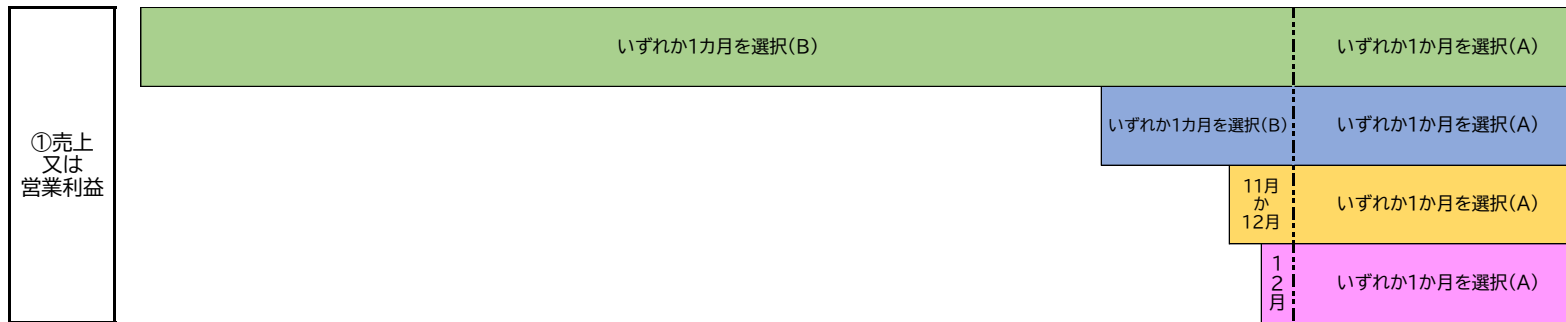 ①売上
又は
営業利益
いずれか1カ月を選択(B)
いずれか1か月を選択(A)
いずれか1カ月を選択(B)
いずれか1か月を選択(A)
11月
か
12月
いずれか1か月を選択(A)
1
2
月
いずれか1か月を選択(A)